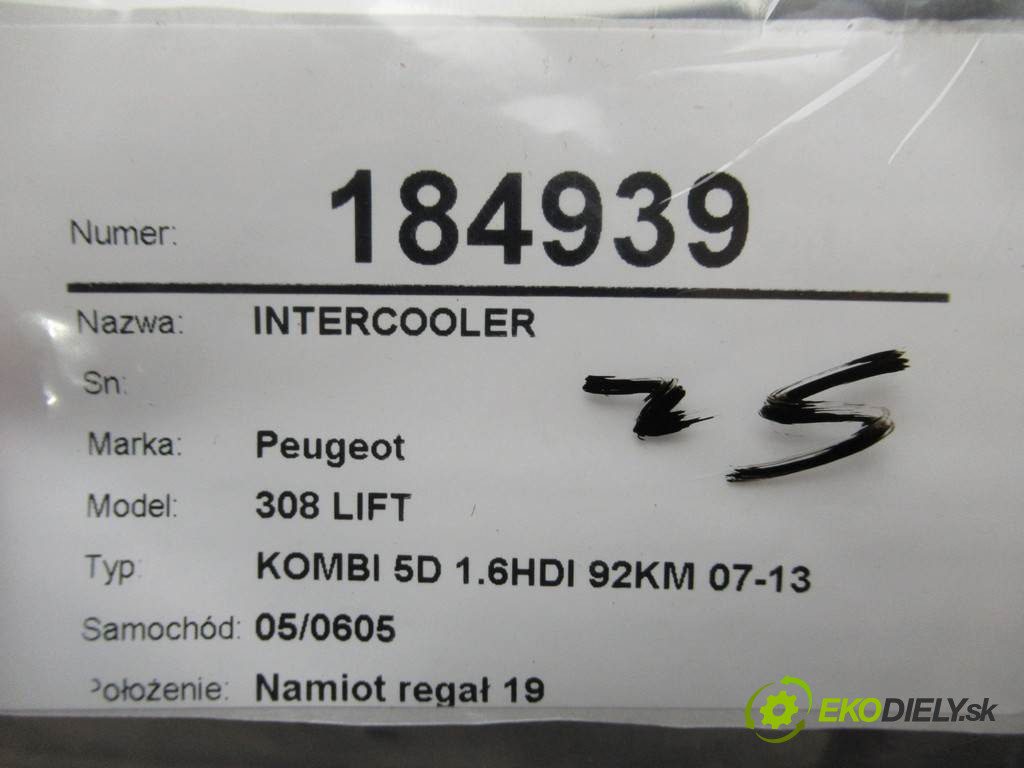 Numer: 184939
Nazwa: INTERCOOLER
Sn:
Marka: Peugeot
Model: 308 LIFT
Typ: KOMBI 5D 1.6HDI 92KM 07-13
Samochód: 05/0605
Położenie: Namiot regał 19
EKODIELY.sk